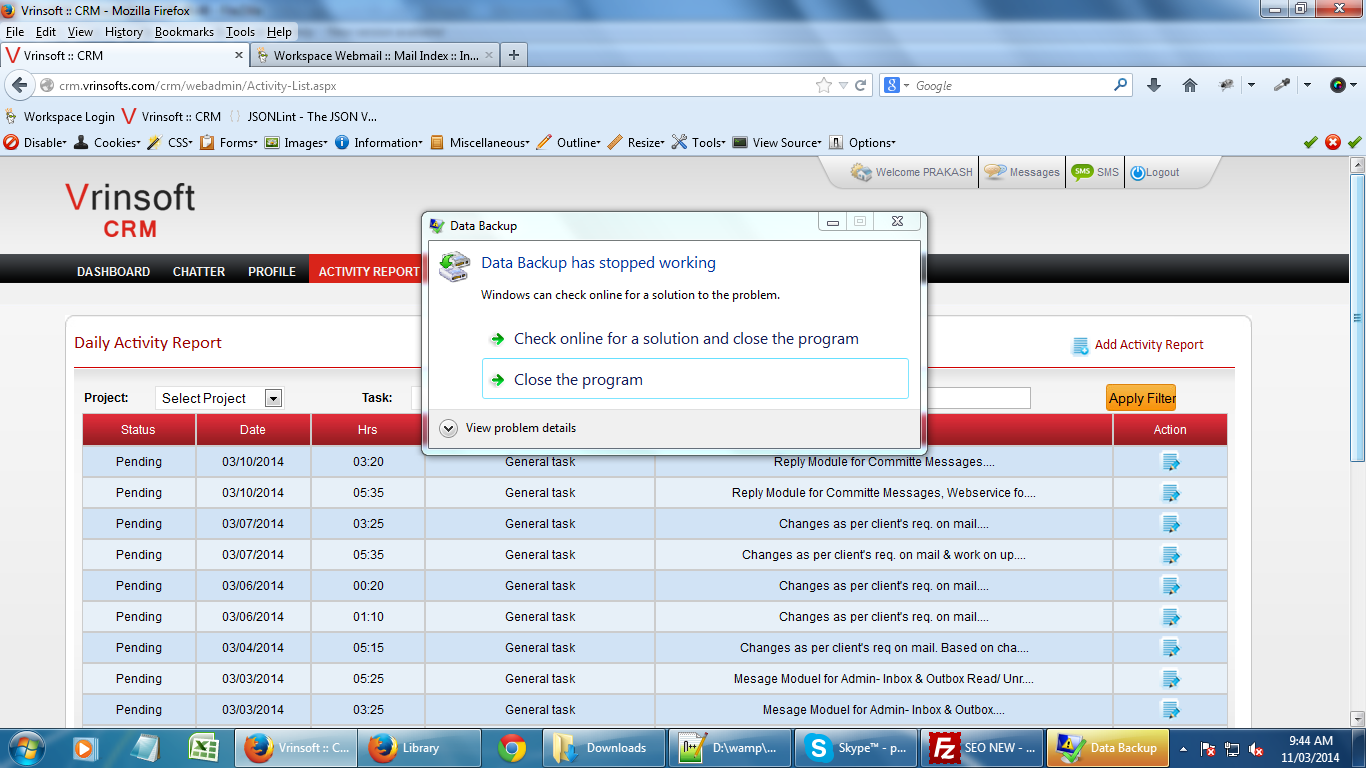 Vrinsoft :: CRM - Mozilla Firefox
File Edit View History Bookmarks Tools Help
Vrinsoft :: CRM
Workspace Webmail :: Mail Index :: In...
crm.vrinsofts.com/crm/webadmin/Activity-List.aspx
Google
Workspace Login Vrinsoft :: CRM JSONLint - The JSON V...
Disable Cookies CSS Forms Images Information Miscellaneous Outline Resize Tools View Source Options
Welcome PRAKASH Messages SMS SMS Logout
Vrinsoft
CRM
DASHBOARD CHATTER PROFILE ACTIVITY REPORT
Data Backup
Data Backup has stopped working
Windows can check online for a solution to the problem.
Check online for a solution and close the program
Close the program
View problem details
Daily Activity Report
Add Activity Report
Project: Select Project Task: Apply Filter
Status Date Hrs Action
Pending 03/10/2014 03:20 General task Reply Module for Committe Messages....
Pending 03/10/2014 05:35 General task Reply Module for Committe Messages, Webservice fo....
Pending 03/07/2014 03:25 General task Changes as per client's req. on mail....
Pending 03/07/2014 05:35 General task Changes as per client's req. on mail & work on up....
Pending 03/06/2014 00:20 General task Changes as per client's req. on mail....
Pending 03/06/2014 01:10 General task Changes as per client's req. on mail....
Pending 03/04/2014 05:15 General task Changes as per client's req on mail. Based on cha....
Pending 03/03/2014 05:25 General task Mesage Moduel for Admin- Inbox & Outbox Read/ Unr....
Pending 03/03/2014 03:25 General task Mesage Moduel for Admin- Inbox & Outbox....
Vrinsoft :: C... Library Downloads D:\wamp\... Skype™ - p... SEO NEW - ... Data Backup
9:44 AM
11/03/2014